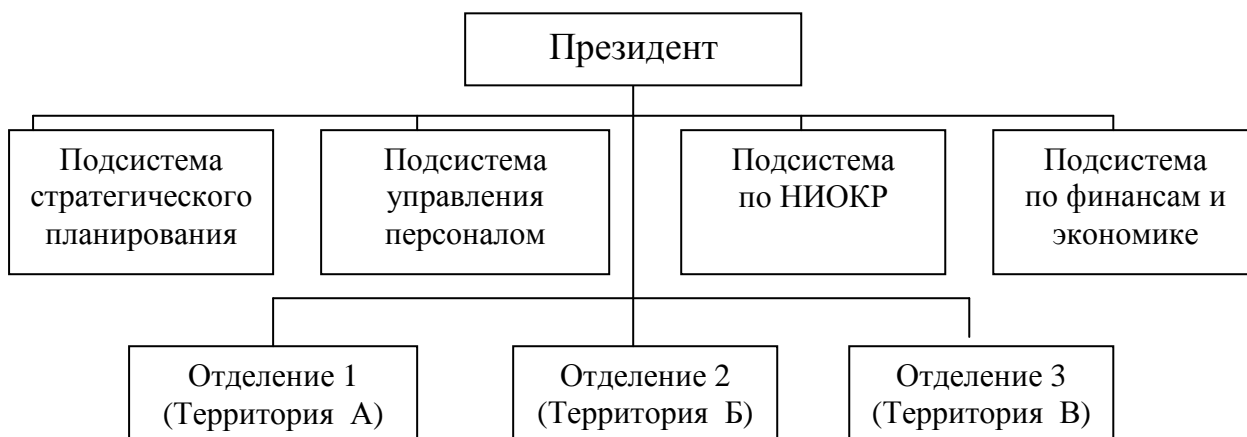 Президент
Подсистема
стратегического
планирования
Подсистема
управления
персоналом
Подсистема
по НИОКР
Подсистема
по финансам и
экономике
Отделение 1
(Территория А)
Отделение 2
(Территория Б)
Отделение 3
(Территория В)